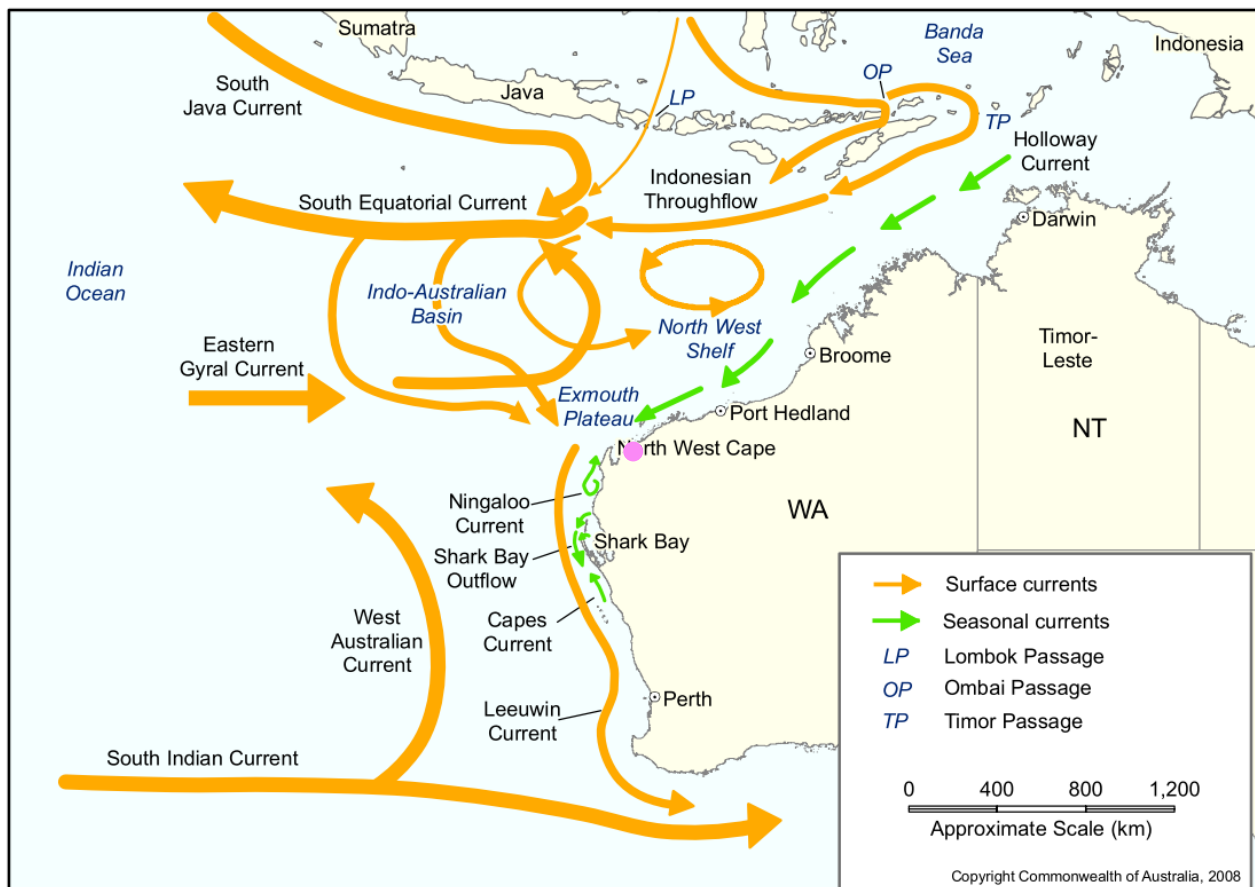 Sumatra
Banda
Sea
Indonesia
South
Java Current
Java
LP
OP
TP
Holloway
Current
Indonesian
Throughflow
South Equatorial Current
Darwin
Indian
Ocean
Indo-Australian
Basin
North West
Shelf
Timor-
Leste
Broome
Eastern
Gyral Current
Exmouth
Plateau
Port Hedland
NT
North West Cape
Ningaloo
Current
WA
Shark Bay
Shark Bay
Outflow
Capes
Current
West
Australian
Current
Perth
Leeuwin
Current
South Indian Current
Surface currents
Seasonal currents
LP Lombok Passage
OP Ombai Passage
TP Timor Passage
0 400 800 1,200
Approximate Scale (km)
Copyright Commonwealth of Australia, 2008